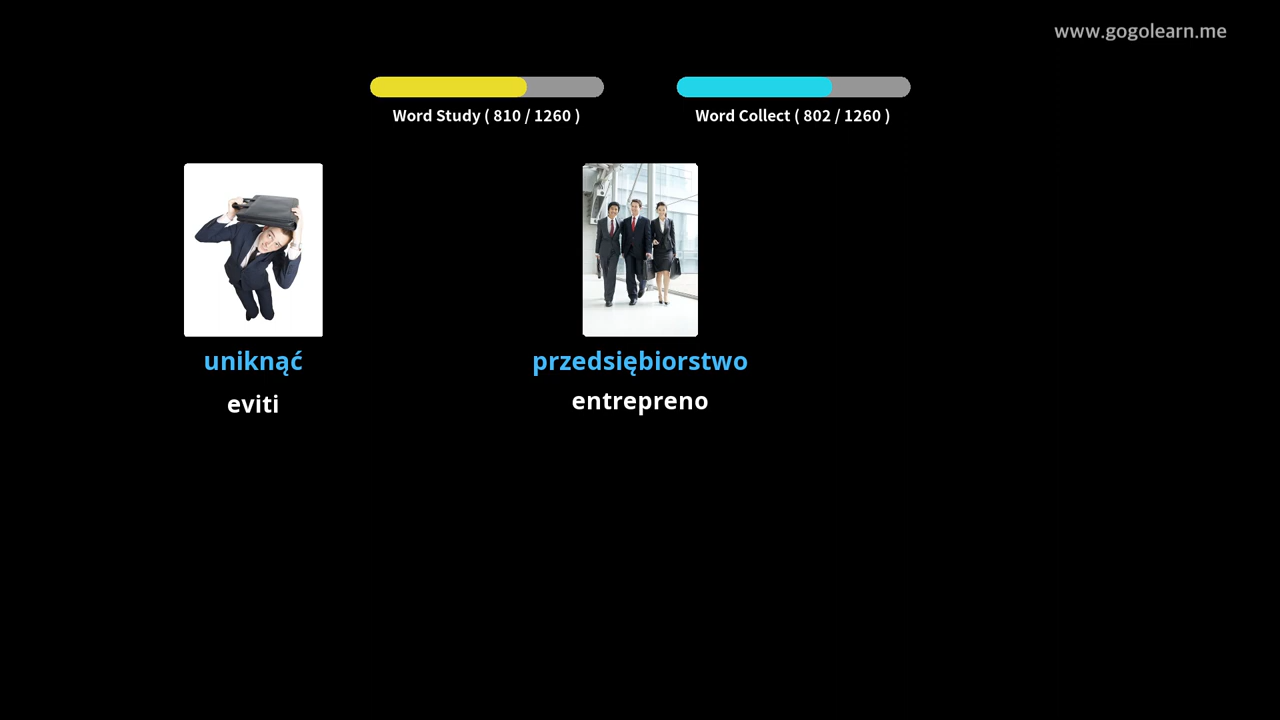 www.gogolearn.me
Word Study ( 810 / 1260 )
Word Collect ( 802 / 1260 )
uniknąć
eviti
przedsiębiorstwo
entrepreno